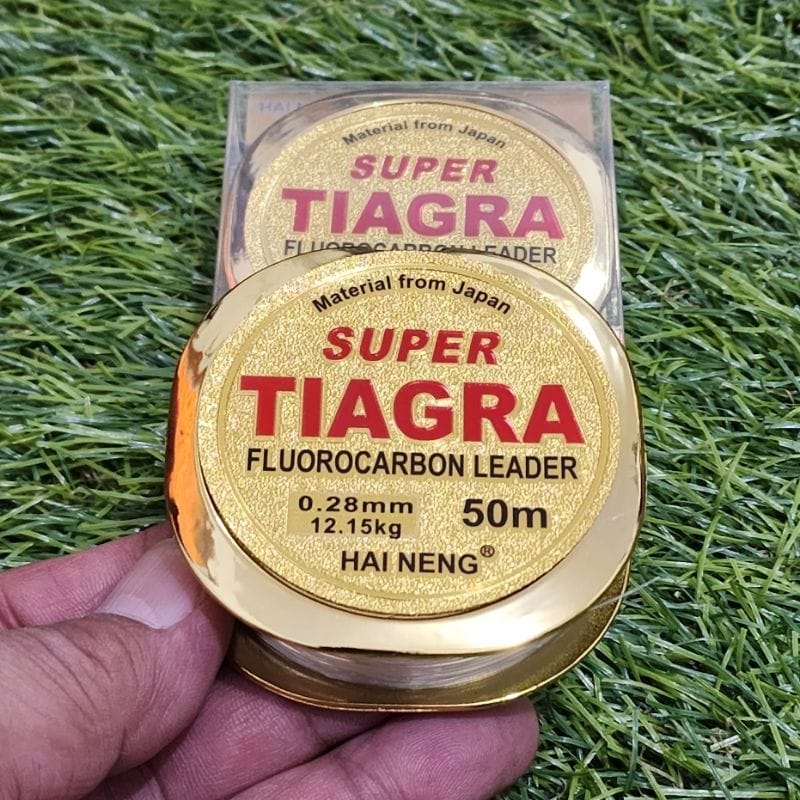 HAI N
Material from Japan
SUPER
TIAGRA
FLUOROCARBON LEADER
Material from Japan
SUPER
TIAGRA
FLUOROCARBON LEADER
0.28mm
12.15kg
50m
HAI NENG®